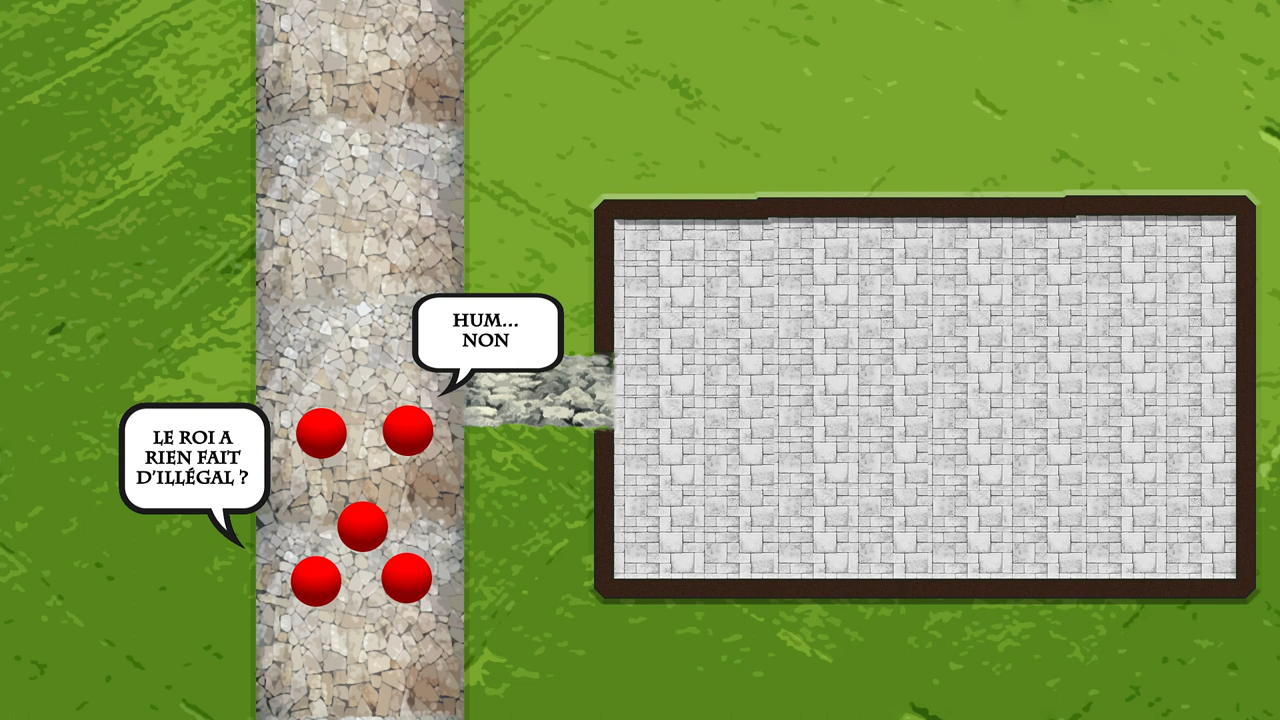 HUM...
NON
LE ROI A
RIEN FAIT
D'ILLÉGAL ?